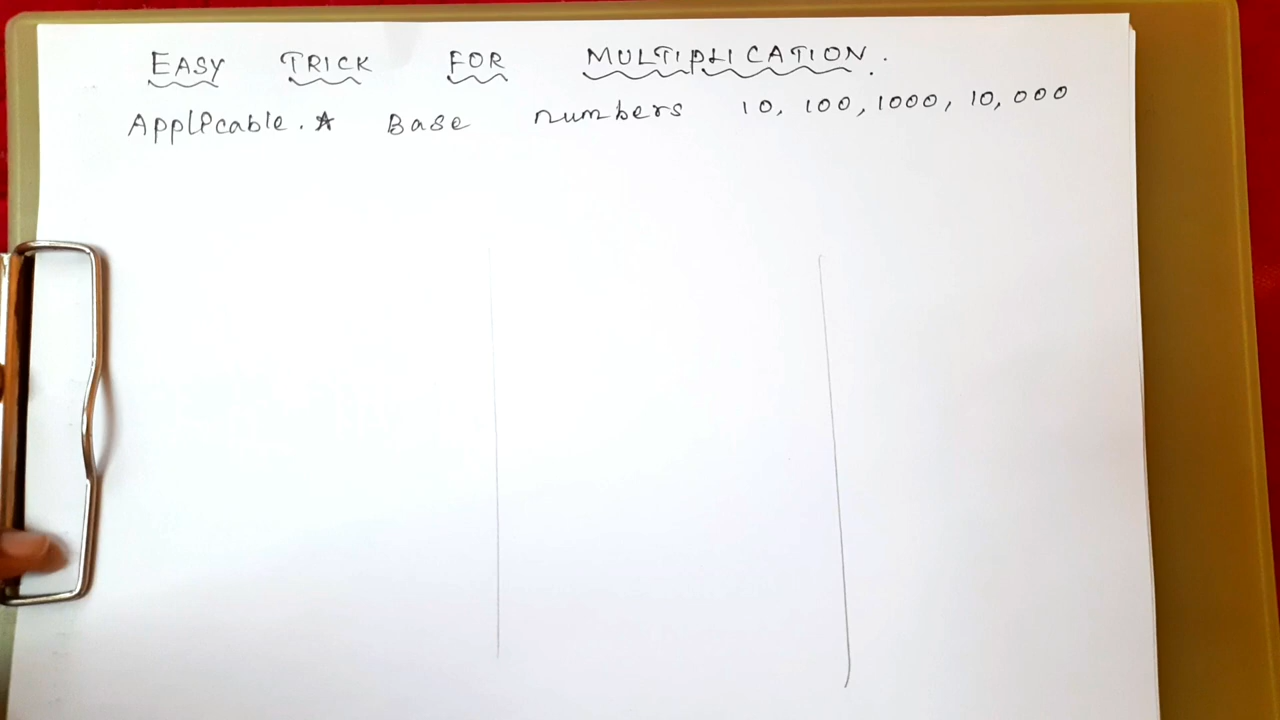 EASY TRICK FOR MULTIPLICATION.
Applicable. ☆ Base numbers 10, 100, 1000, 10,000